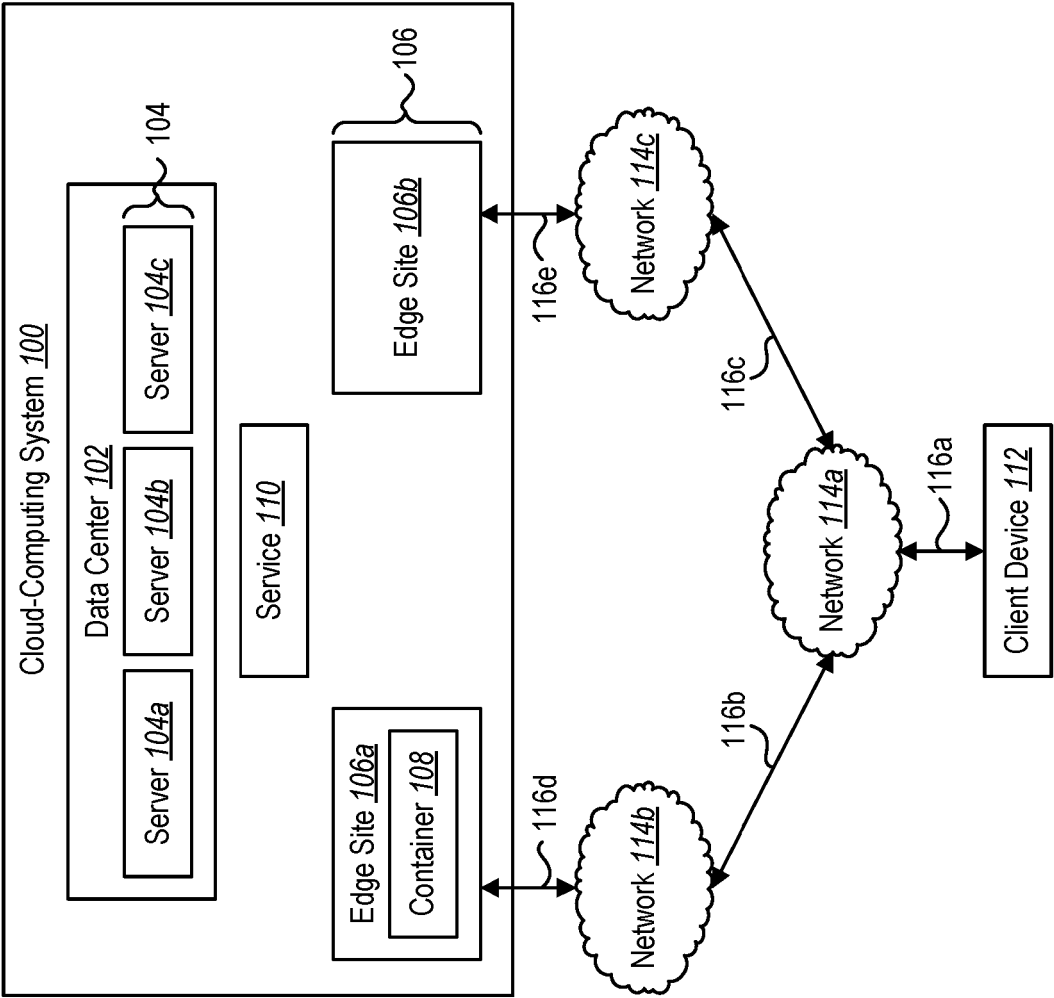 Cloud-Computing System 100
Data Center 102
104
Server 104a
Server 104b
Server 104c
Service 110
106
Edge Site 106a
Container 108
Edge Site 106b
116d
116e
Network 114b
Network 114c
116b
116c
Network 114a
116a
Client Device 112